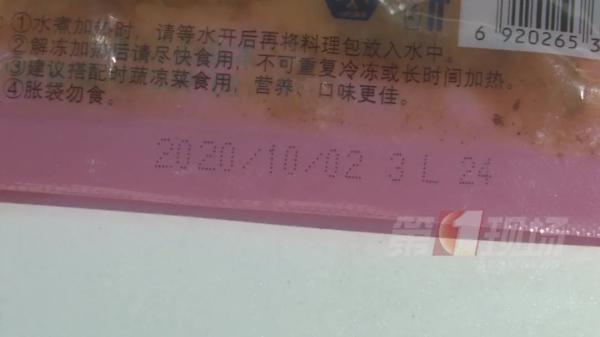 ①水煮加热时，请等水开后再将料理包放入水中。
②解冻加热后请尽快食用，不可重复冷冻或长时间加热。
③建议搭配时蔬凉菜食用，营养、口味更佳。
④胀袋勿食。
6 920265 3
2020/10/02 3 L 24
第1现场